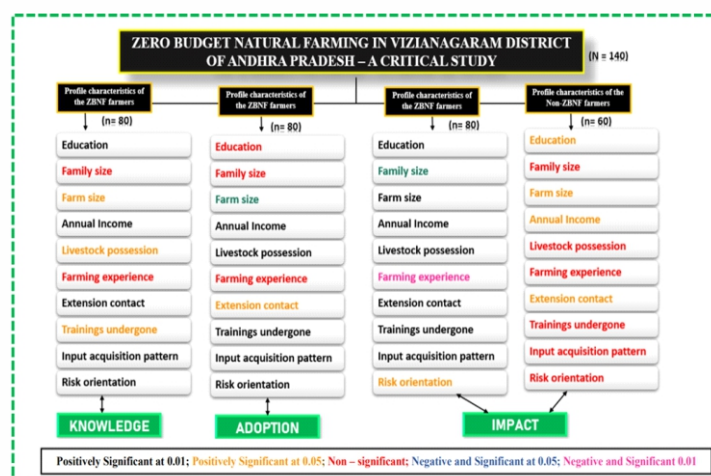 ZERO BUDGET NATURAL FARMING IN VIZIANAGARAM DISTRICT
OF ANDHRA PRADESH – A CRITICAL STUDY
(N = 140)
Profile characteristics of
the ZBNF farmers
(n= 80)
Education
Family size
Farm size
Annual Income
Livestock possession
Farming experience
Extension contact
Trainings undergone
Input acquisition pattern
Risk orientation
KNOWLEDGE
Profile characteristics of
the ZBNF farmers
(n= 80)
Education
Family size
Farm size
Annual Income
Livestock possession
Farming experience
Extension contact
Trainings undergone
Input acquisition pattern
Risk orientation
ADOPTION
Profile characteristics of
the ZBNF farmers
(n= 80)
Education
Family size
Farm size
Annual Income
Livestock possession
Farming experience
Extension contact
Trainings undergone
Input acquisition pattern
Risk orientation
Profile characteristics of the
Non-ZBNF farmers
(n= 60)
Education
Family size
Farm size
Annual Income
Livestock possession
Farming experience
Extension contact
Trainings undergone
Input acquisition pattern
Risk orientation
IMPACT
Positively Significant at 0.01; Positively Significant at 0.05; Non – significant; Negative and Significant at 0.05; Negative and Significant 0.01